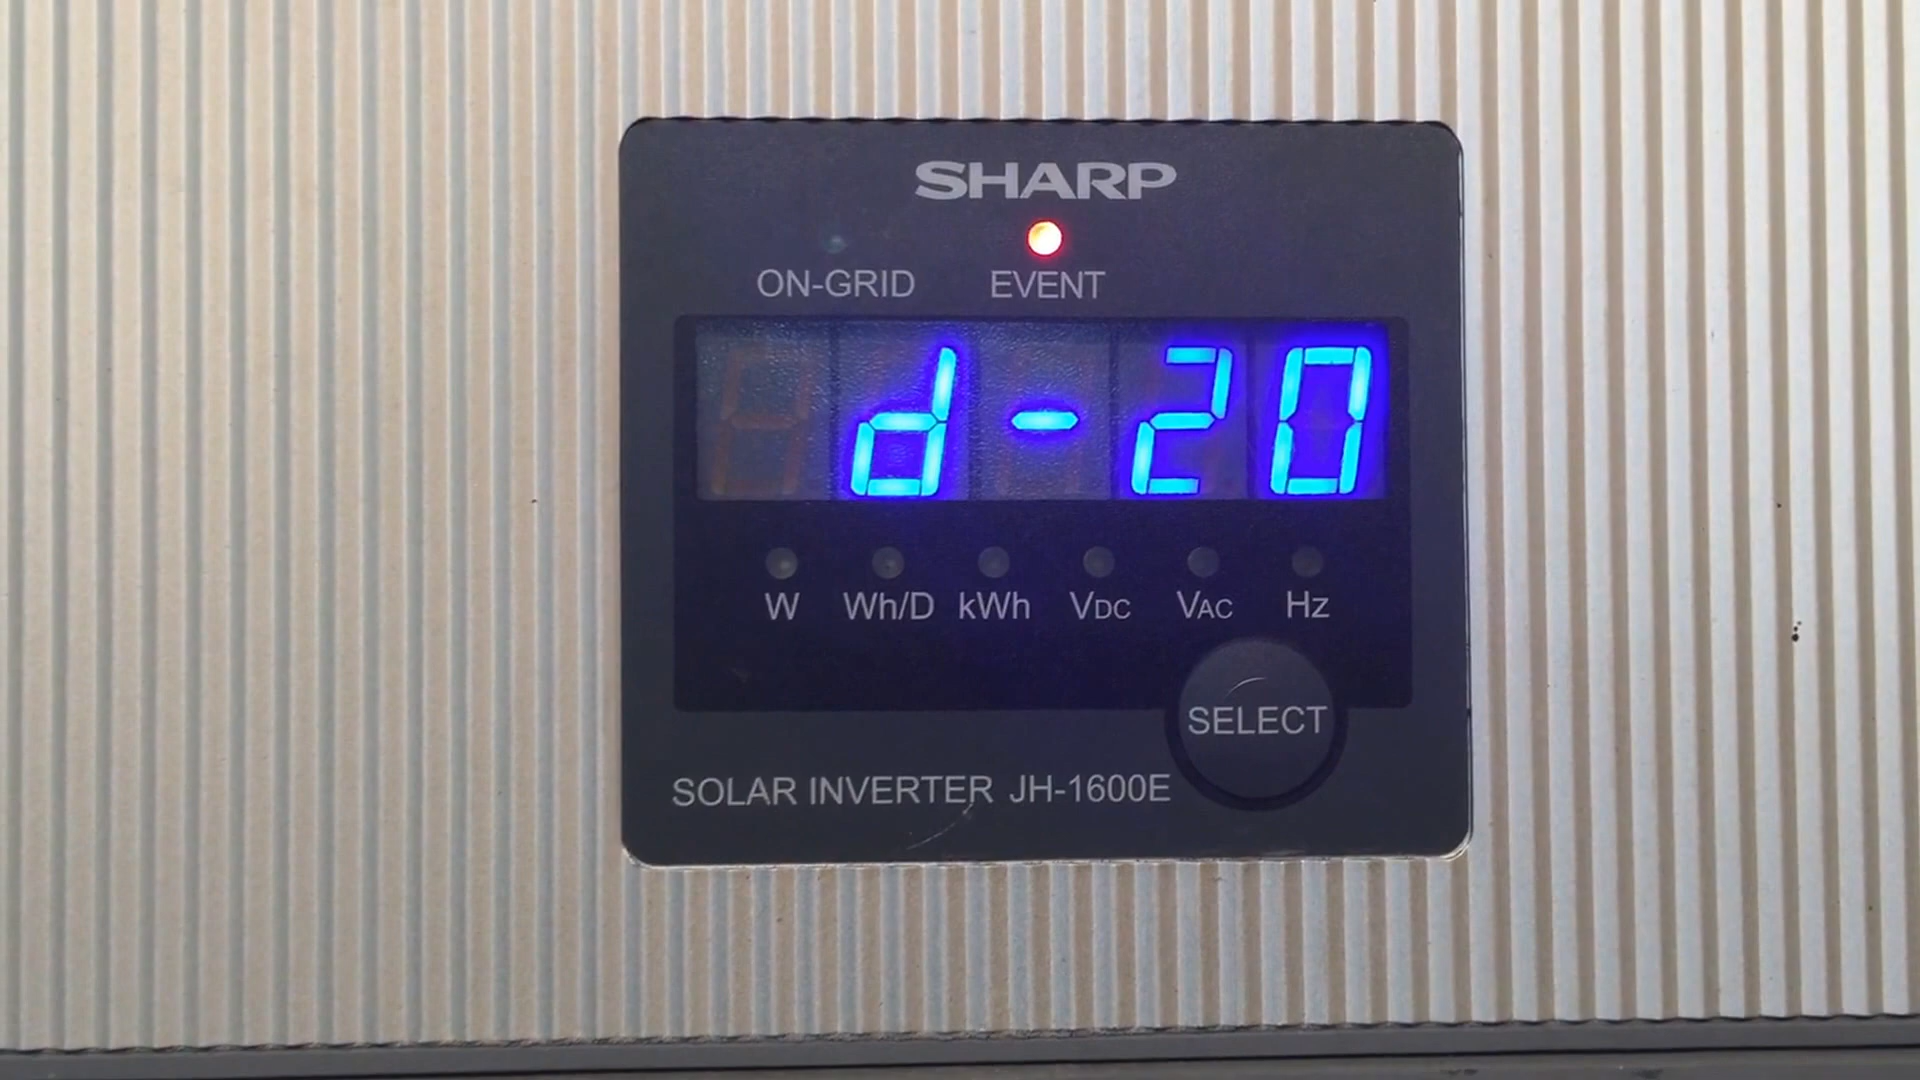 SHARP
ON-GRID EVENT
d-20
W Wh/D kWh VDC VAC Hz
SELECT
SOLAR INVERTER JH-1600E